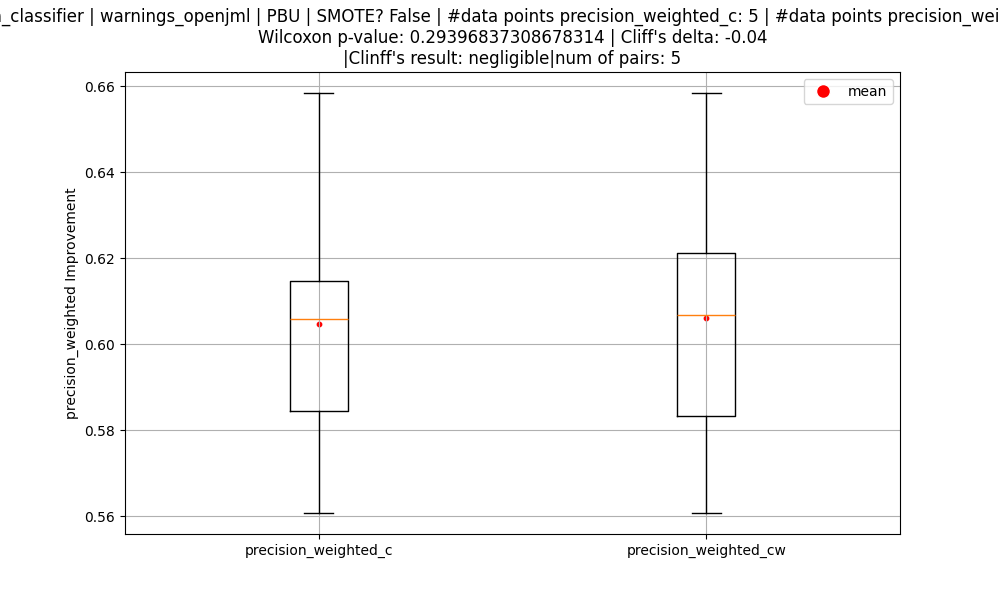 _classifier | warnings_openjml | PBU | SMOTE? False | #data points precision_weighted_c: 5 | #data points precision_wei
Wilcoxon p-value: 0.29396837308678314 | Cliff's delta: -0.04
|Clinff's result: negligible|num of pairs: 5
mean
0.66
0.64
0.62
0.60
0.58
0.56
precision_weighted Improvement
precision_weighted_c
precision_weighted_cw